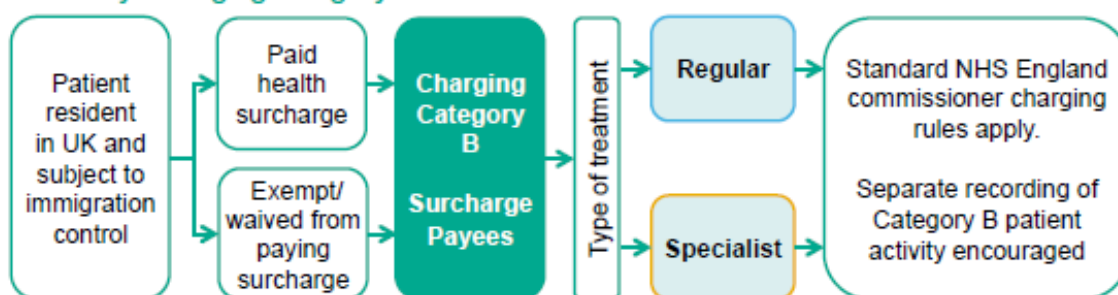 Patient
resident
in UK and
subject to
immigration
control
Paid
health
surcharge
Exempt/
waived from
paying
surcharge
Charging
Category
B
Surcharge
Payees
Type of treatment
Regular
Specialist
Standard NHS England
commissioner charging
rules apply.
Separate recording of
Category B patient
activity encouraged